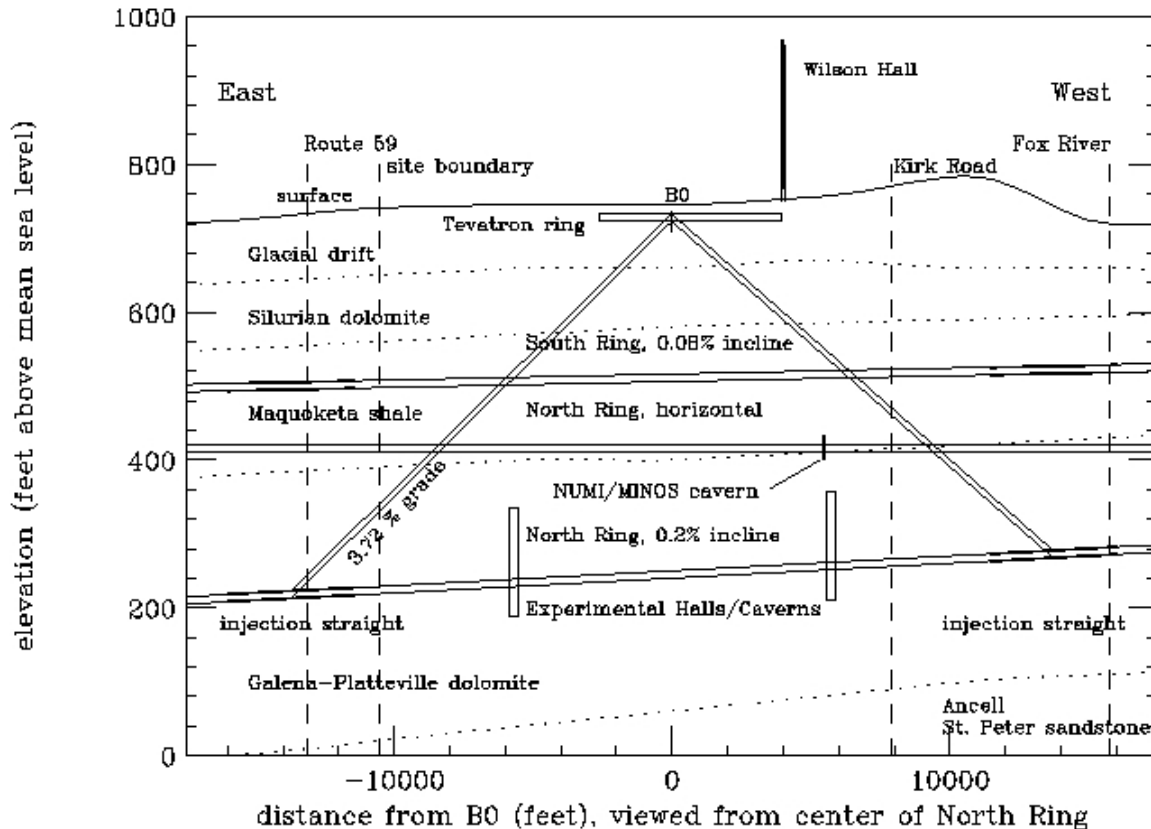 1000
Wilson Hall
East
West
Route 59
Fox River
800
site boundary
Kirk Road
surface
B0
Tevatron ring
Glacial drift
600
Silurian dolomite
South Ring, 0.08% incline
Maquoketa shale
North Ring, horizontal
400
3.72 % grade
NUMI/MINOS cavern
North Ring, 0.2% incline
200
Experimental Halls/Caverns
injection straight
injection straight
Galena-Platteville dolomite
Ancell
St. Peter sandstone
0
-10000
0
10000
elevation (feet above mean sea level)
distance from B0 (feet), viewed from center of North Ring